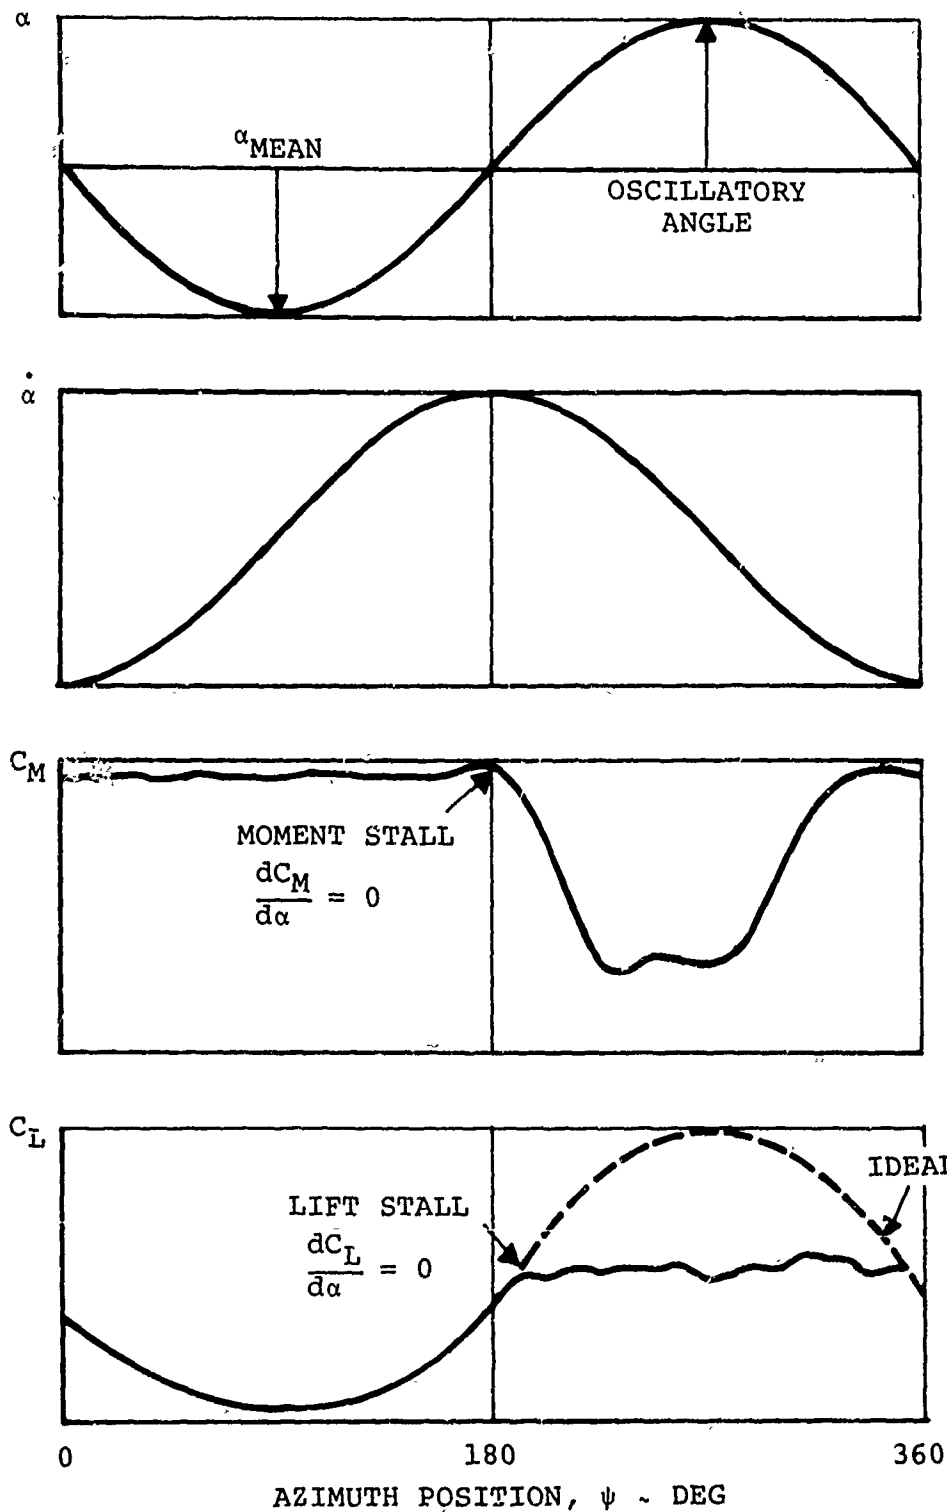 α
αMEAN
OSCILLATORY
ANGLE
α̇
CM
MOMENT STALL
dCM
dα
= 0
CL
IDEAL
LIFT STALL
dCL
dα
= 0
0 180 360
AZIMUTH POSITION, ψ ~ DEG